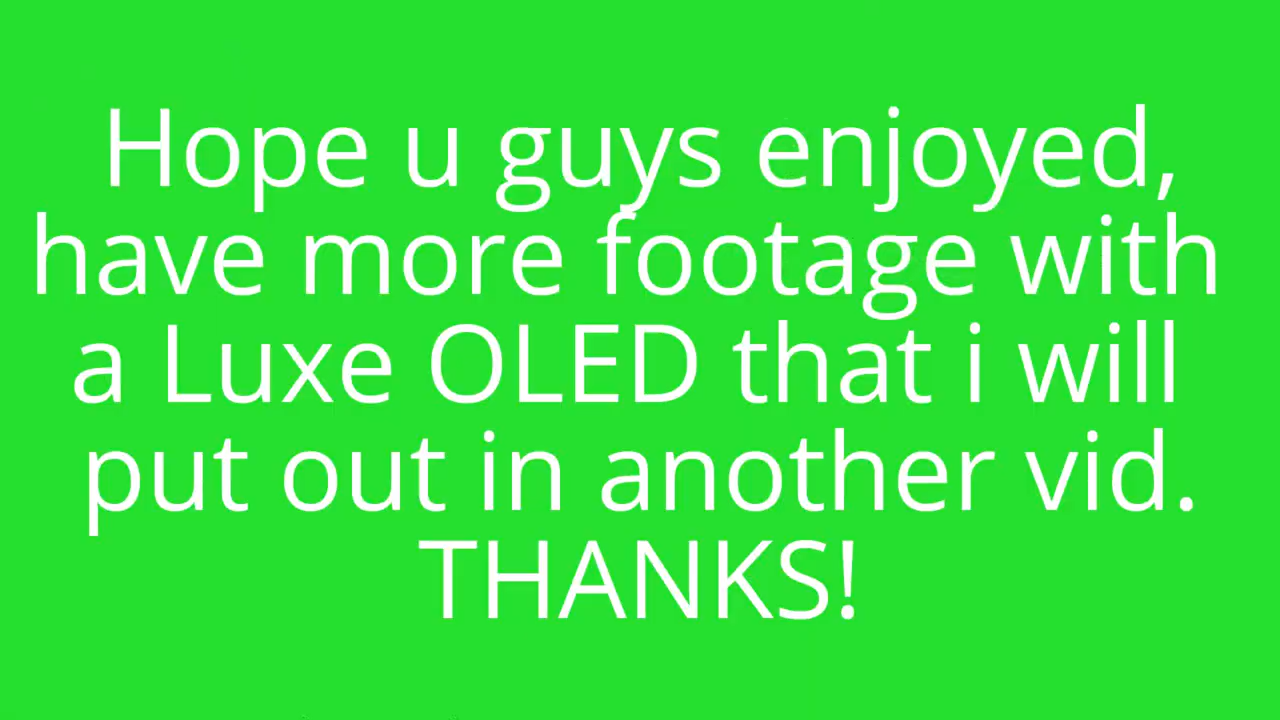 Hope u guys enjoyed,
have more footage with
a Luxe OLED that i will
put out in another vid.
THANKS!